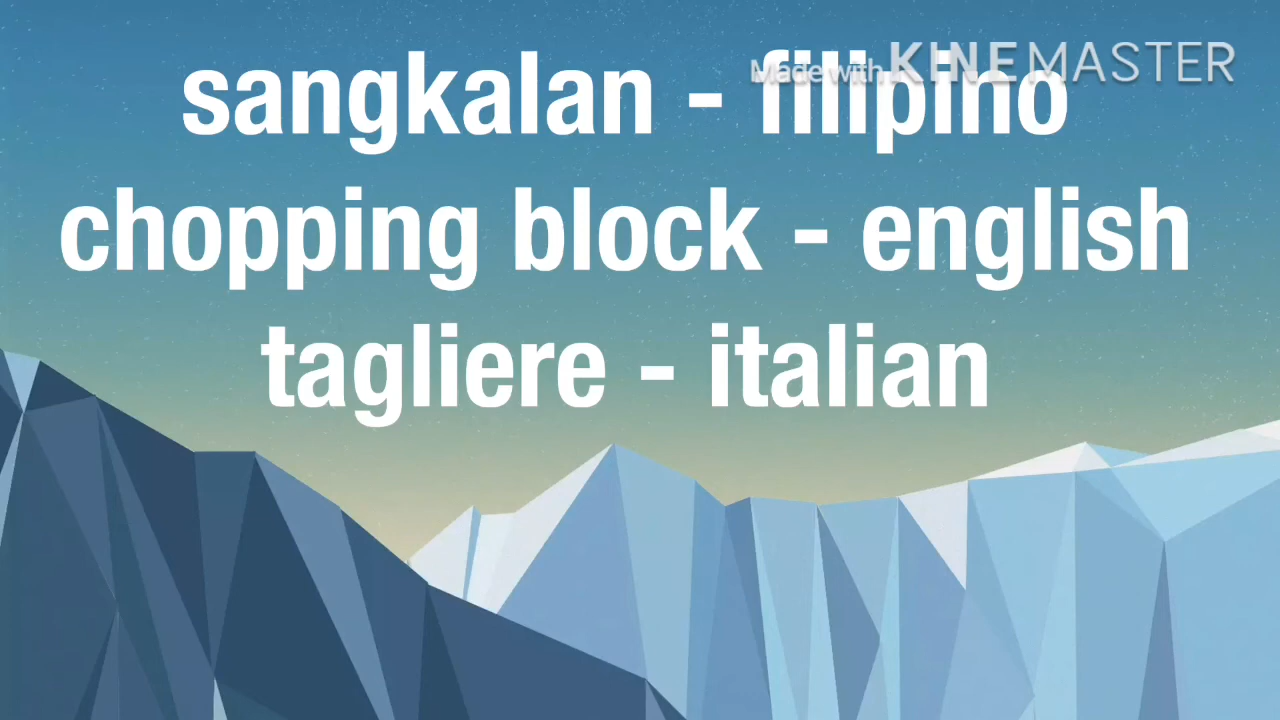 Made with KINEMASTER
sangkalan - filipino
chopping block - english
tagliere - italian